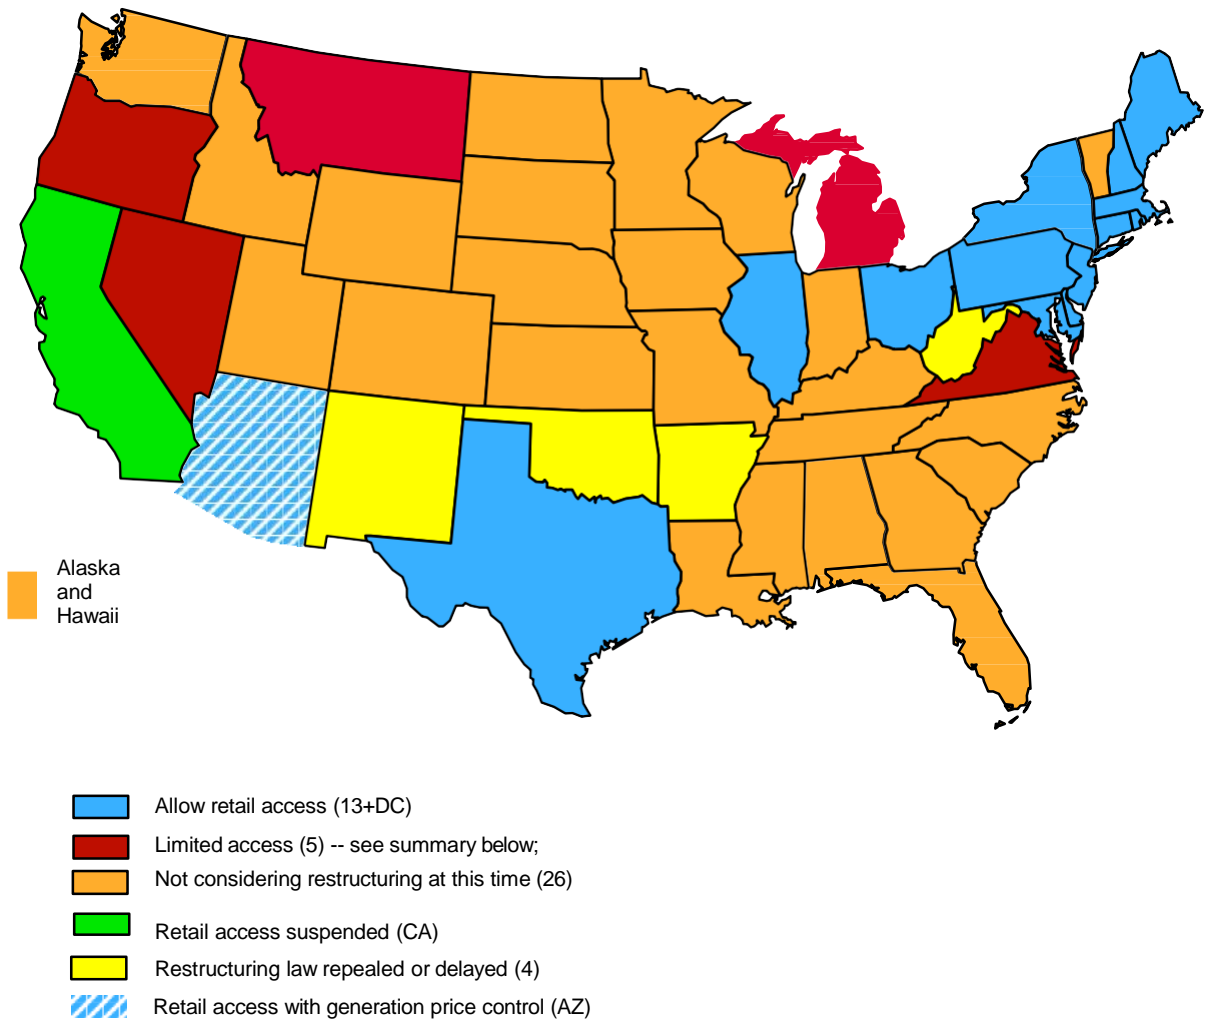 Alaska
and
Hawaii
Allow retail access (13+DC)
Limited access (5) -- see summary below;
Not considering restructuring at this time (26)
Retail access suspended (CA)
Restructuring law repealed or delayed (4)
Retail access with generation price control (AZ)